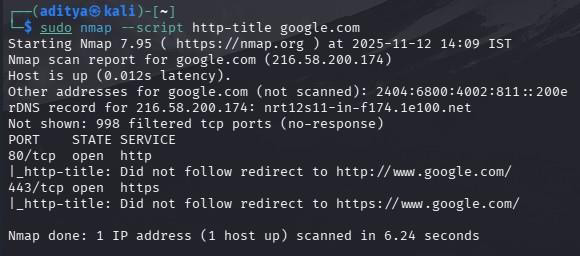 ┌──(aditya㉿kali)-[~]
└─$ sudo nmap --script http-title google.com
Starting Nmap 7.95 ( https://nmap.org ) at 2025-11-12 14:09 IST
Nmap scan report for google.com (216.58.200.174)
Host is up (0.012s latency).
Other addresses for google.com (not scanned): 2404:6800:4002:811::200e
rDNS record for 216.58.200.174: nrt12s11-in-f174.1e100.net
Not shown: 998 filtered tcp ports (no-response)
PORT    STATE SERVICE
80/tcp  open  http
|_http-title: Did not follow redirect to http://www.google.com/
443/tcp open  https
|_http-title: Did not follow redirect to https://www.google.com/

Nmap done: 1 IP address (1 host up) scanned in 6.24 seconds